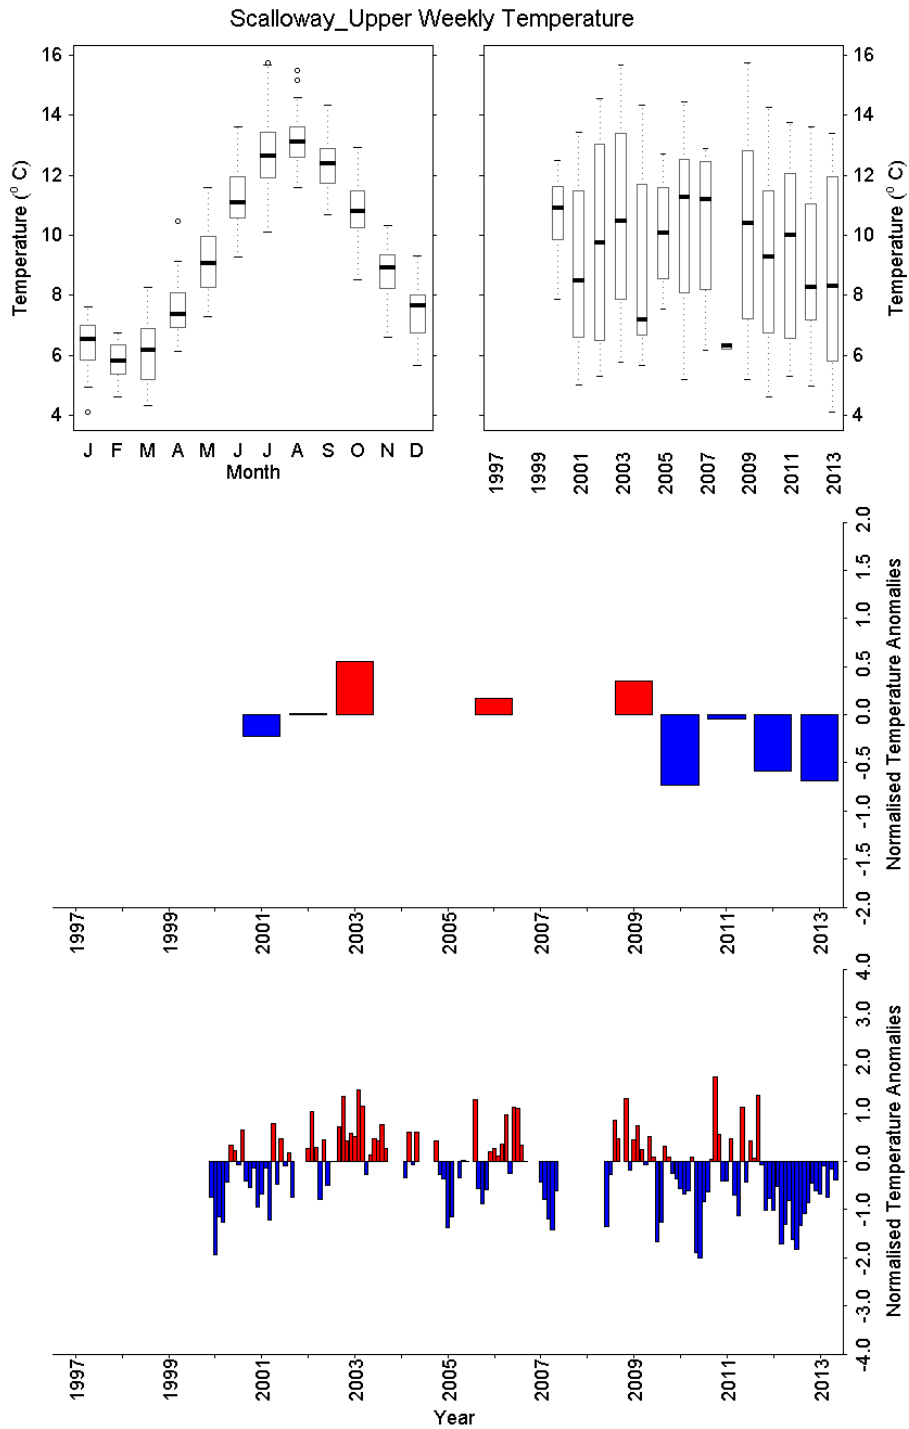 Scalloway_Upper Weekly Temperature
16
14
12
10
8
6
4
Temperature (⁰ C)
J F M A M J J A S O N D
Month
16
14
12
10
8
6
4
Temperature (⁰ C)
1997 1999 2001 2003 2005 2007 2009 2011 2013
2.0
1.5
1.0
0.5
0.0
-0.5
-1.0
-1.5
-2.0
Normalised Temperature Anomalies
1997 1999 2001 2003 2005 2007 2009 2011 2013
4.0
3.0
2.0
1.0
0.0
-1.0
-2.0
-3.0
-4.0
Normalised Temperature Anomalies
1997 1999 2001 2003 2005 2007 2009 2011 2013
Year